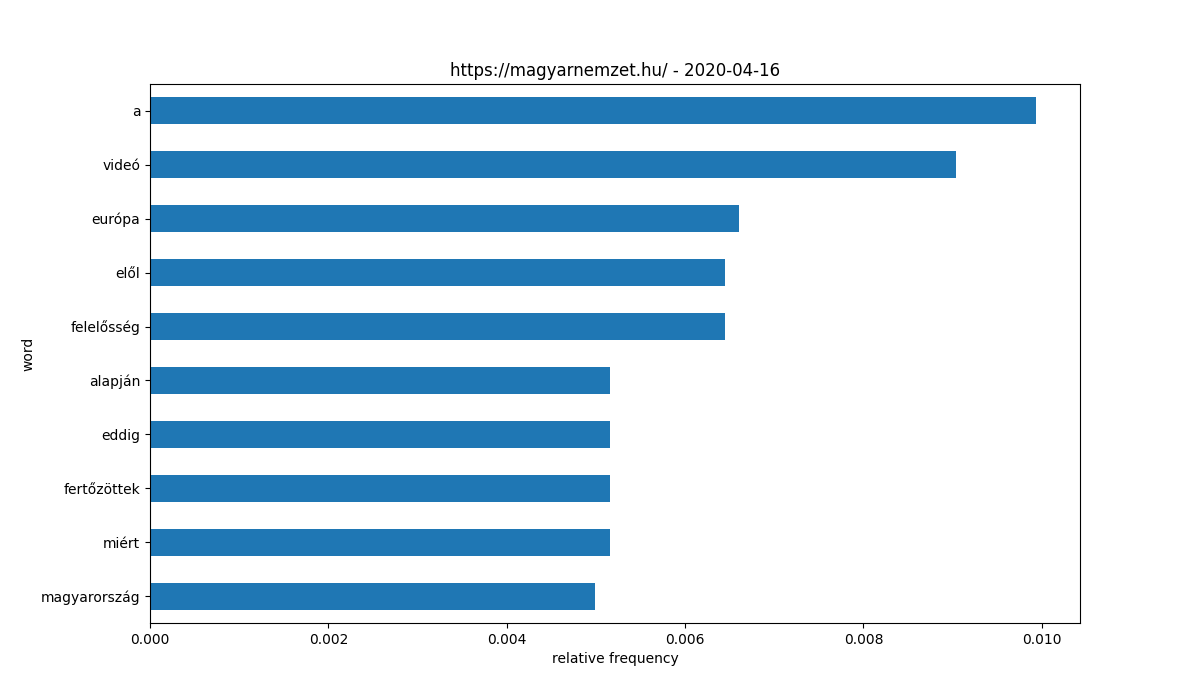 https://magyarnemzet.hu/ - 2020-04-16
a
videó
európa
elől
felelősség
alapján
eddig
fertőzöttek
miért
magyarország
word
0.000 0.002 0.004 0.006 0.008 0.010
relative frequency